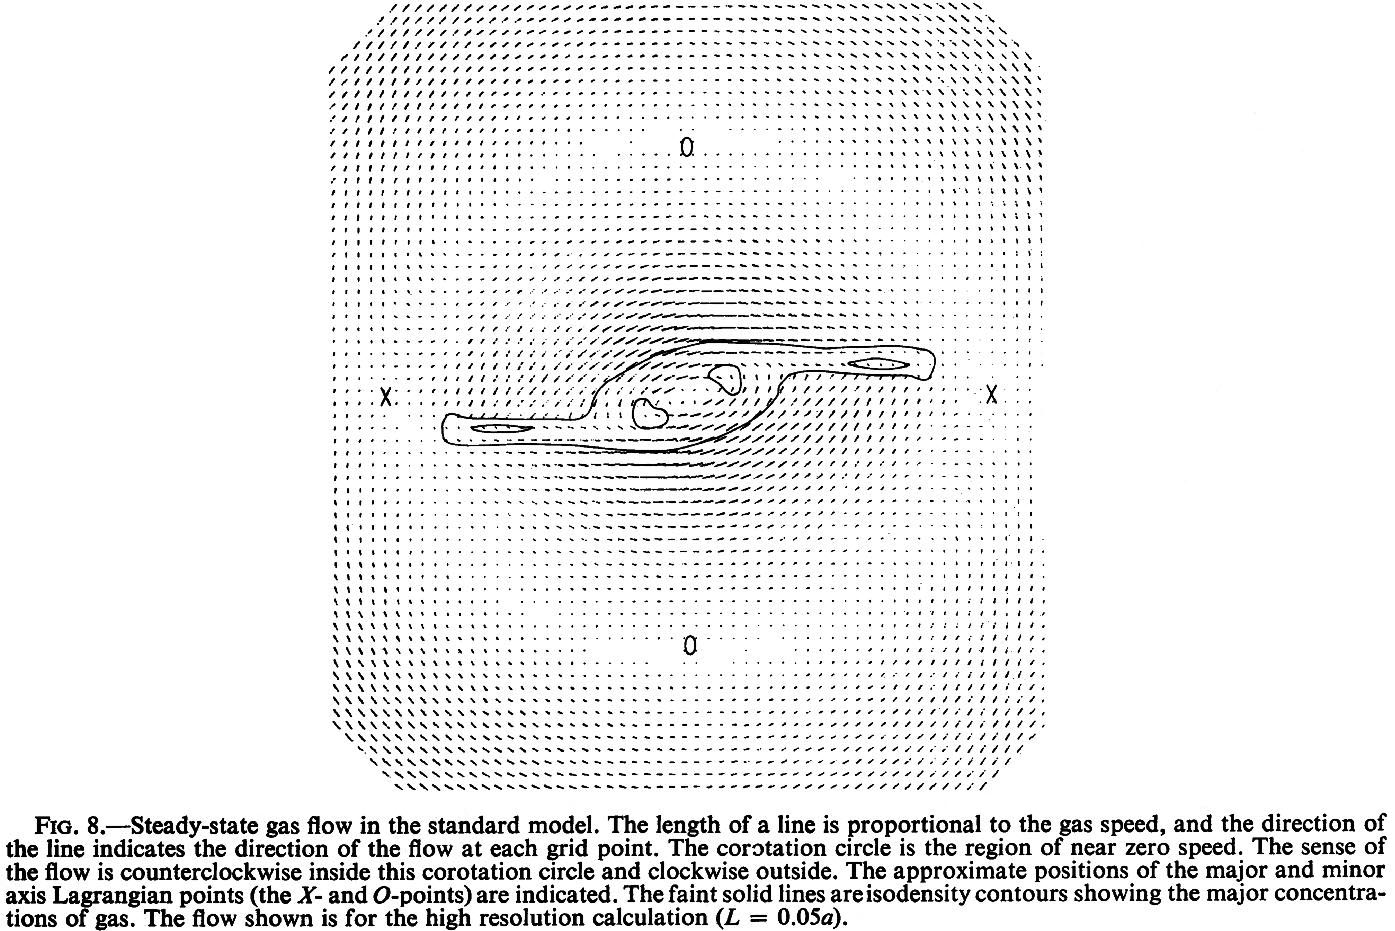 O
X
X
O
FIG. 8.—Steady-state gas flow in the standard model. The length of a line is proportional to the gas speed, and the direction of
the line indicates the direction of the flow at each grid point. The corotation circle is the region of near zero speed. The sense of
the flow is counterclockwise inside this corotation circle and clockwise outside. The approximate positions of the major and minor
axis Lagrangian points (the X- and O-points) are indicated. The faint solid lines are isodensity contours showing the major concentra-
tions of gas. The flow shown is for the high resolution calculation (L = 0.05a).